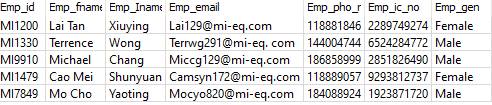 Emp_id Emp_fname Emp_lname Emp_email Emp_pho_r Emp_ic_no Emp_gen
MI1200 Lai Tan Xiuying Lai129@mi-eq.com 118881846 2289749274 Female
MI1330 Terrence Wong Terrwg291@mi-eq. com 144004744 6524284772 Male
MI9910 Michael Chang Miccg129@mi-eq.com 186858999 2851826490 Male
MI1479 Cao Mei Shunyuan Camsyn172@mi-eq.com 118889057 9293812737 Female
MI7849 Mo Cho Yaoting Mocyo820@mi-eq.com 184088924 1923871720 Male